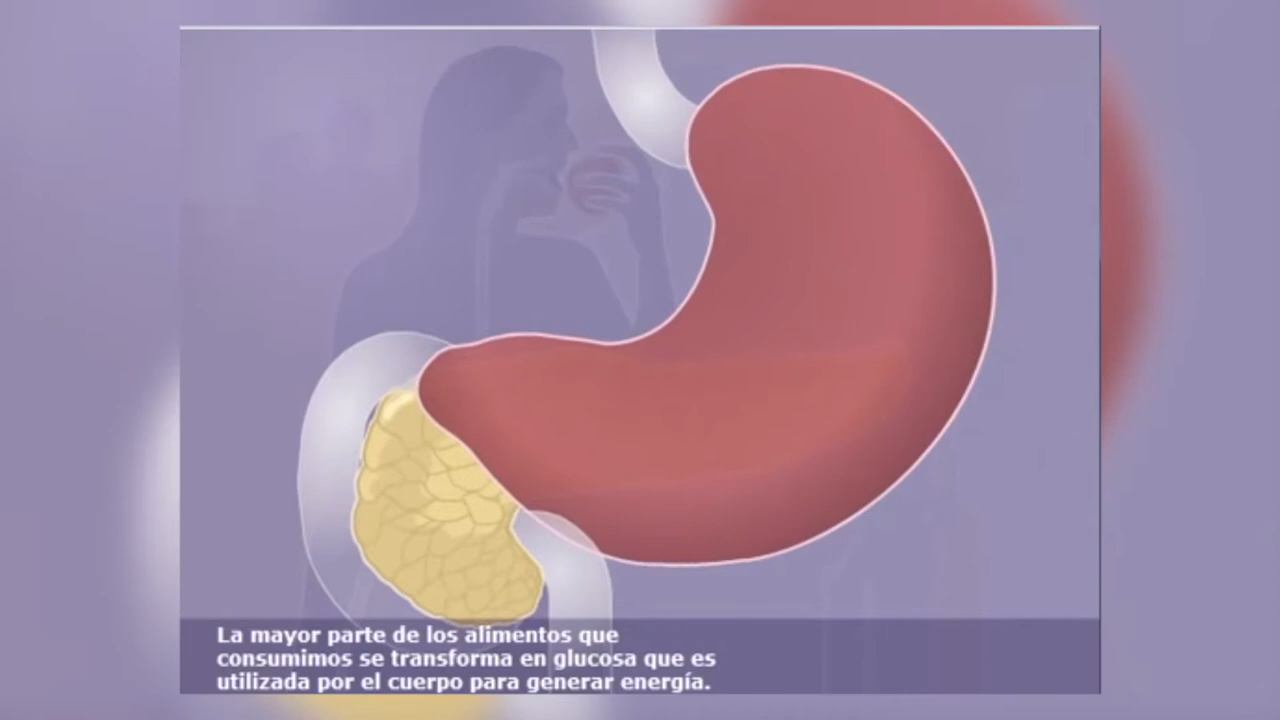 La mayor parte de los alimentos que
consumimos se transforma en glucosa que es
utilizada por el cuerpo para generar energía.